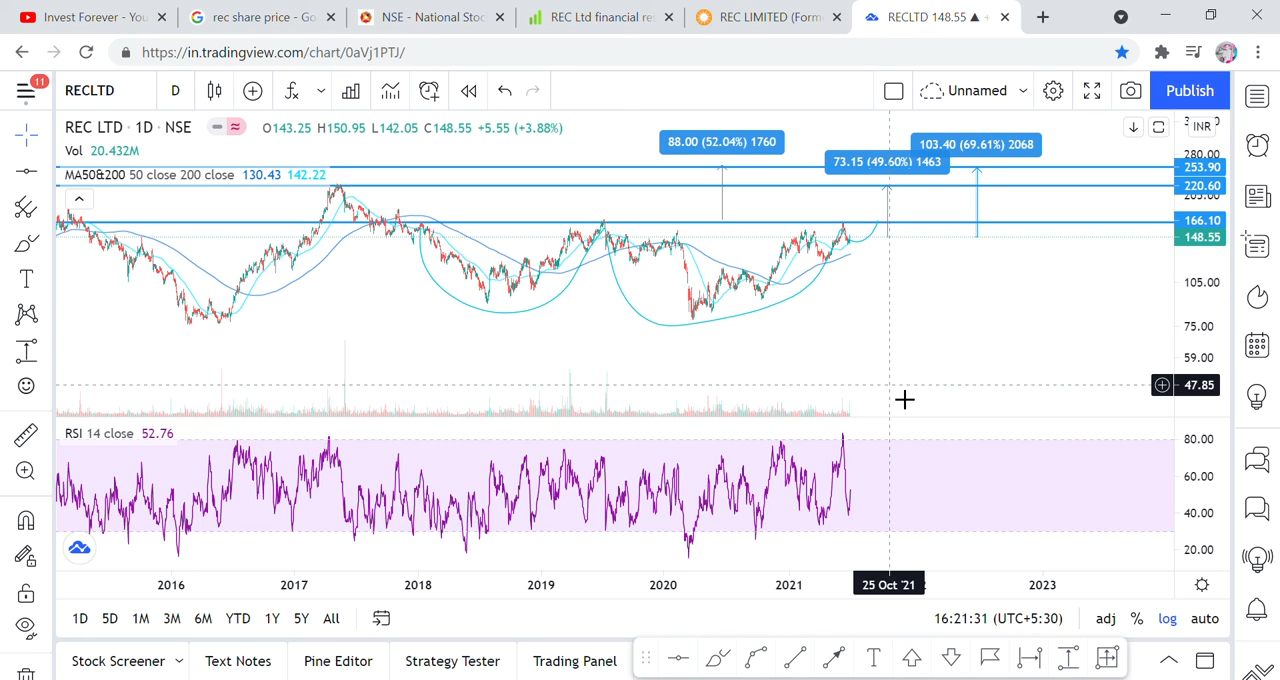 Invest Forever - You
rec share price - Go
NSE - National Stoc
REC Ltd financial re
REC LIMITED (Form
RECLTD 148.55 ▲ +
https://in.tradingview.com/chart/0aVj1PTJ/
11
RECLTD
D
Unnamed
Publish
REC LTD · 1D · NSE
O143.25 H150.95 L142.05 C148.55 +5.55 (+3.88%)
INR
Vol 20.432M
MA50&200 50 close 200 close 130.43 142.22
88.00 (52.04%) 1760
103.40 (69.61%) 2068
73.15 (49.60%) 1463
280.00
253.90
220.60
166.10
148.55
105.00
75.00
59.00
47.85
RSI 14 close 52.76
80.00
60.00
40.00
20.00
2016
2017
2018
2019
2020
2021
25 Oct '21
2023
1D
5D
1M
3M
6M
YTD
1Y
5Y
All
16:21:31 (UTC+5:30)
adj
%
log
auto
Stock Screener
Text Notes
Pine Editor
Strategy Tester
Trading Panel